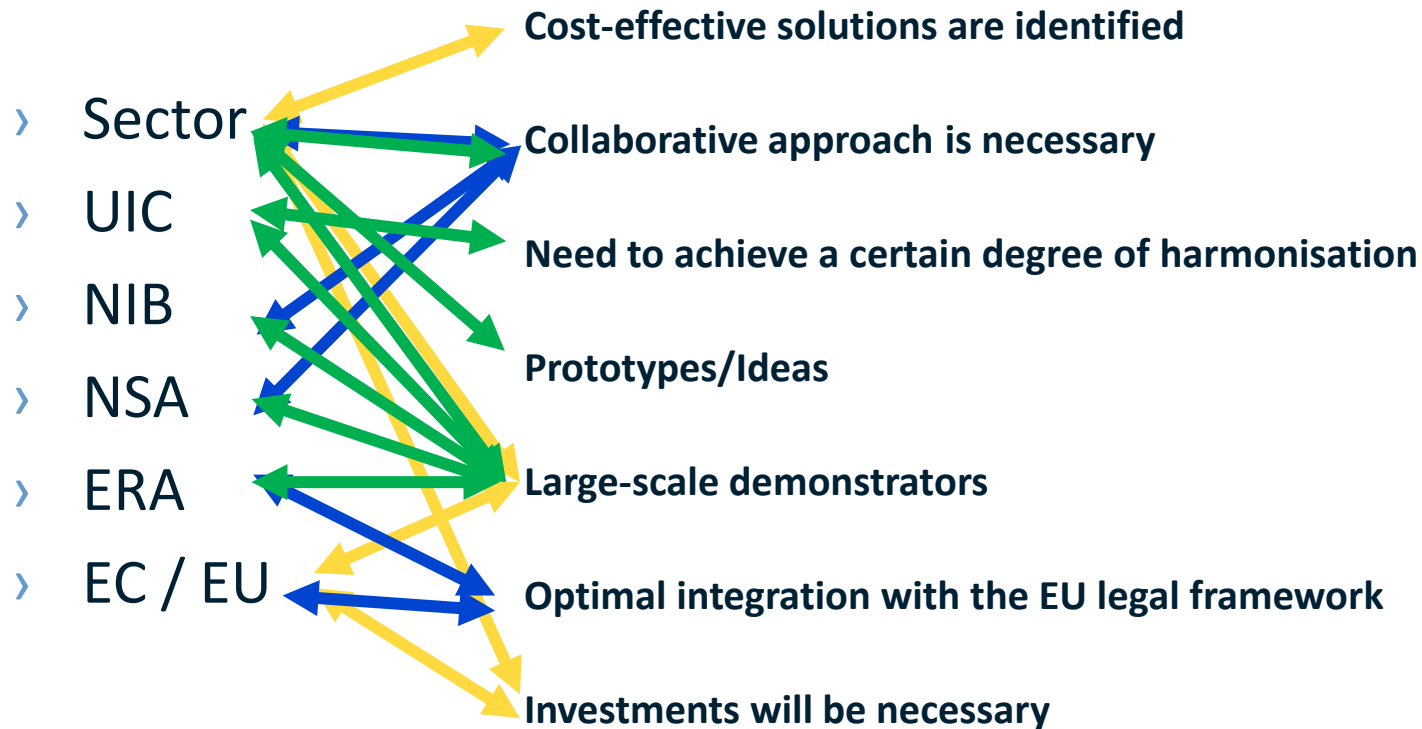 › Sector
› UIC
› NIB
› NSA
› ERA
› EC / EU
Cost-effective solutions are identified
Collaborative approach is necessary
Need to achieve a certain degree of harmonisation
Prototypes/Ideas
Large-scale demonstrators
Optimal integration with the EU legal framework
Investments will be necessary